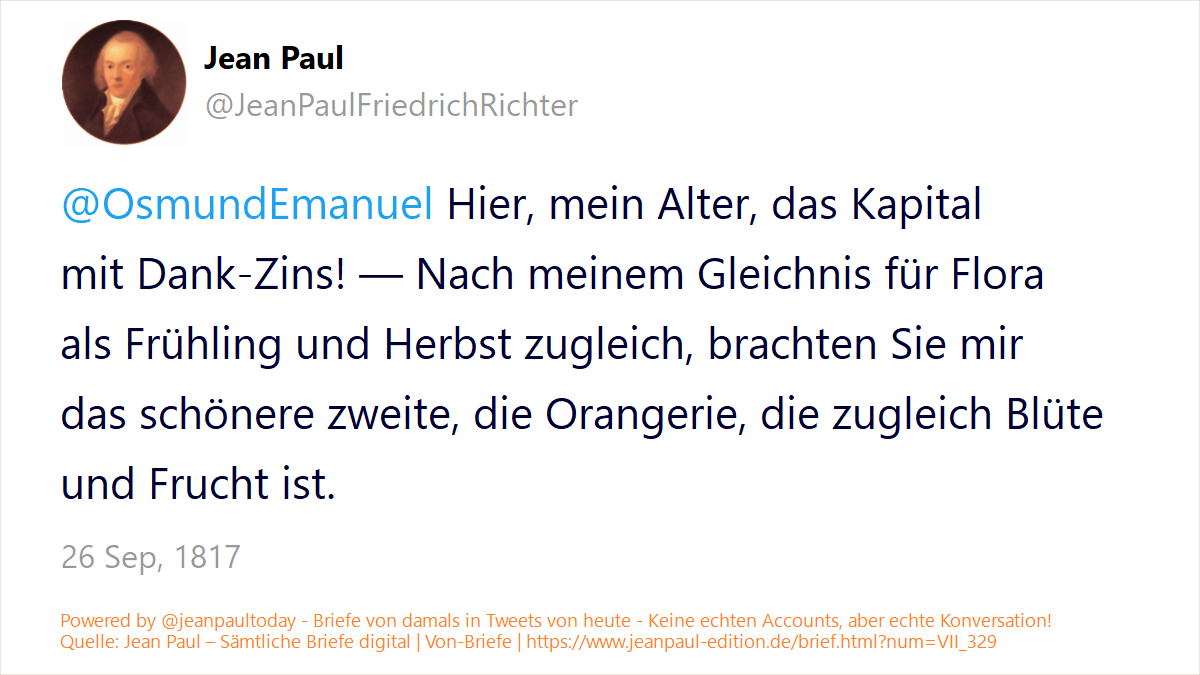 Jean Paul
@JeanPaulFriedrichRichter
@OsmundEmanuel Hier, mein Alter, das Kapital
mit Dank-Zins! — Nach meinem Gleichnis für Flora
als Frühling und Herbst zugleich, brachten Sie mir
das schönere zweite, die Orangerie, die zugleich Blüte
und Frucht ist.
26 Sep, 1817
Powered by @jeanpaultoday - Briefe von damals in Tweets von heute - Keine echten Accounts, aber echte Konversation!
Quelle: Jean Paul – Sämtliche Briefe digital | Von-Briefe | https://www.jeanpaul-edition.de/brief.html?num=VII_329